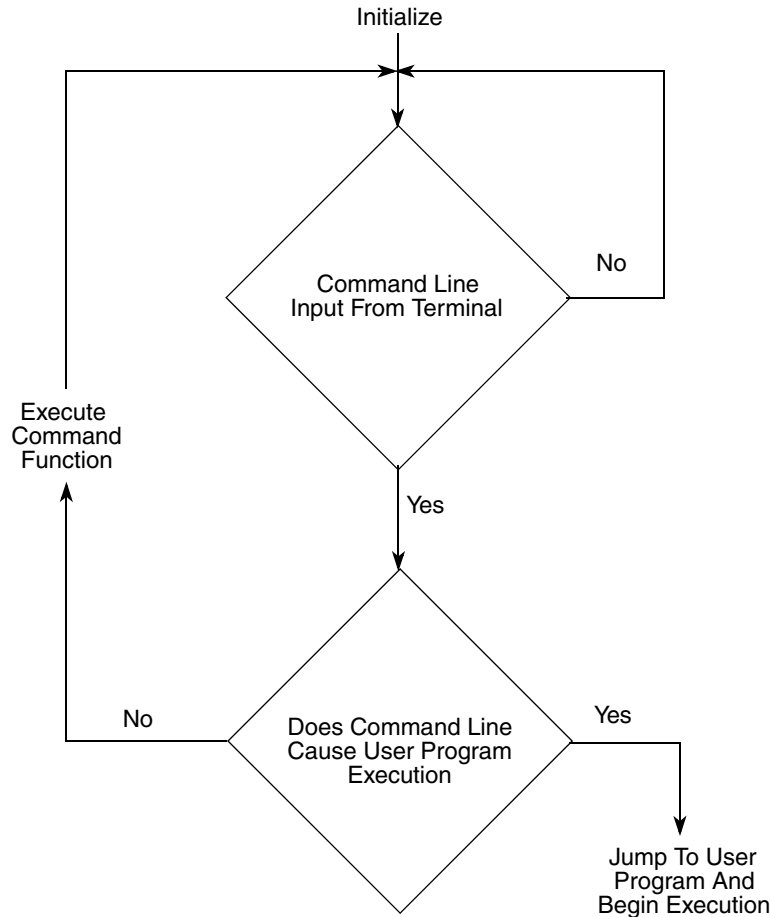 Initialize
Command Line
Input From Terminal
No
Execute
Command
Function
Yes
No
Does Command Line
Cause User Program
Execution
Yes
Jump To User
Program And
Begin Execution